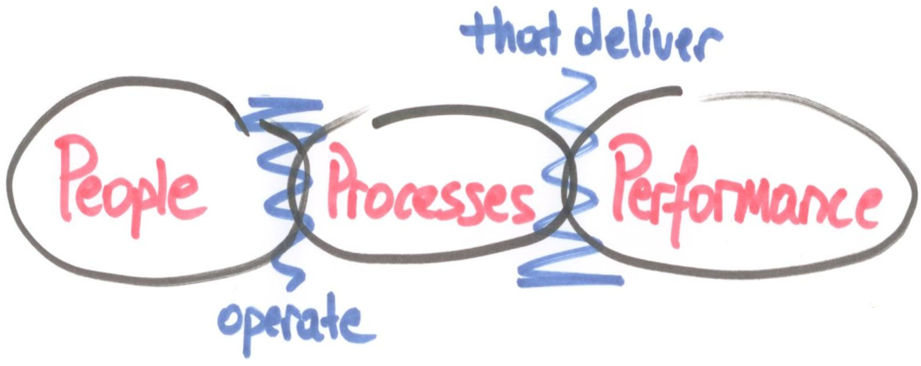 that deliver
People Processes Performance
operate